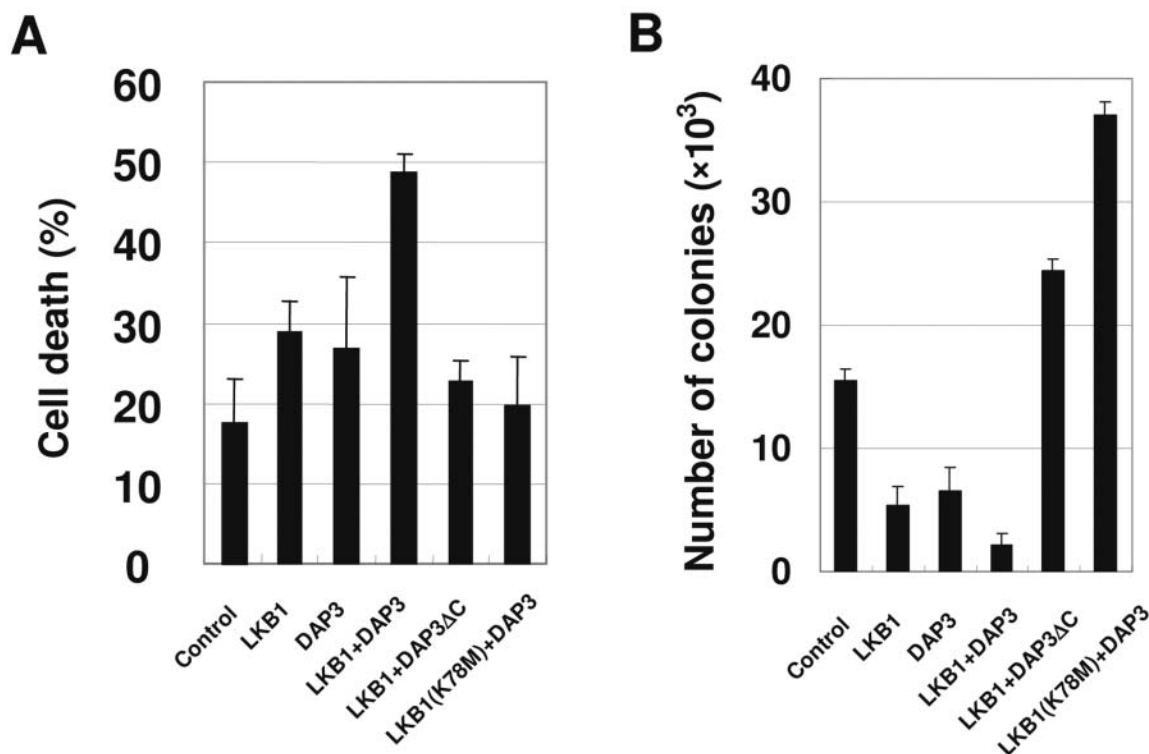 A
Cell death (%)
60
50
40
30
20
10
0
Control
LKB1
DAP3
LKB1+DAP3
LKB1+DAP3ΔC
LKB1(K78M)+DAP3
B
Number of colonies (×10³)
40
30
20
10
0
Control
LKB1
DAP3
LKB1+DAP3
LKB1+DAP3ΔC
LKB1(K78M)+DAP3